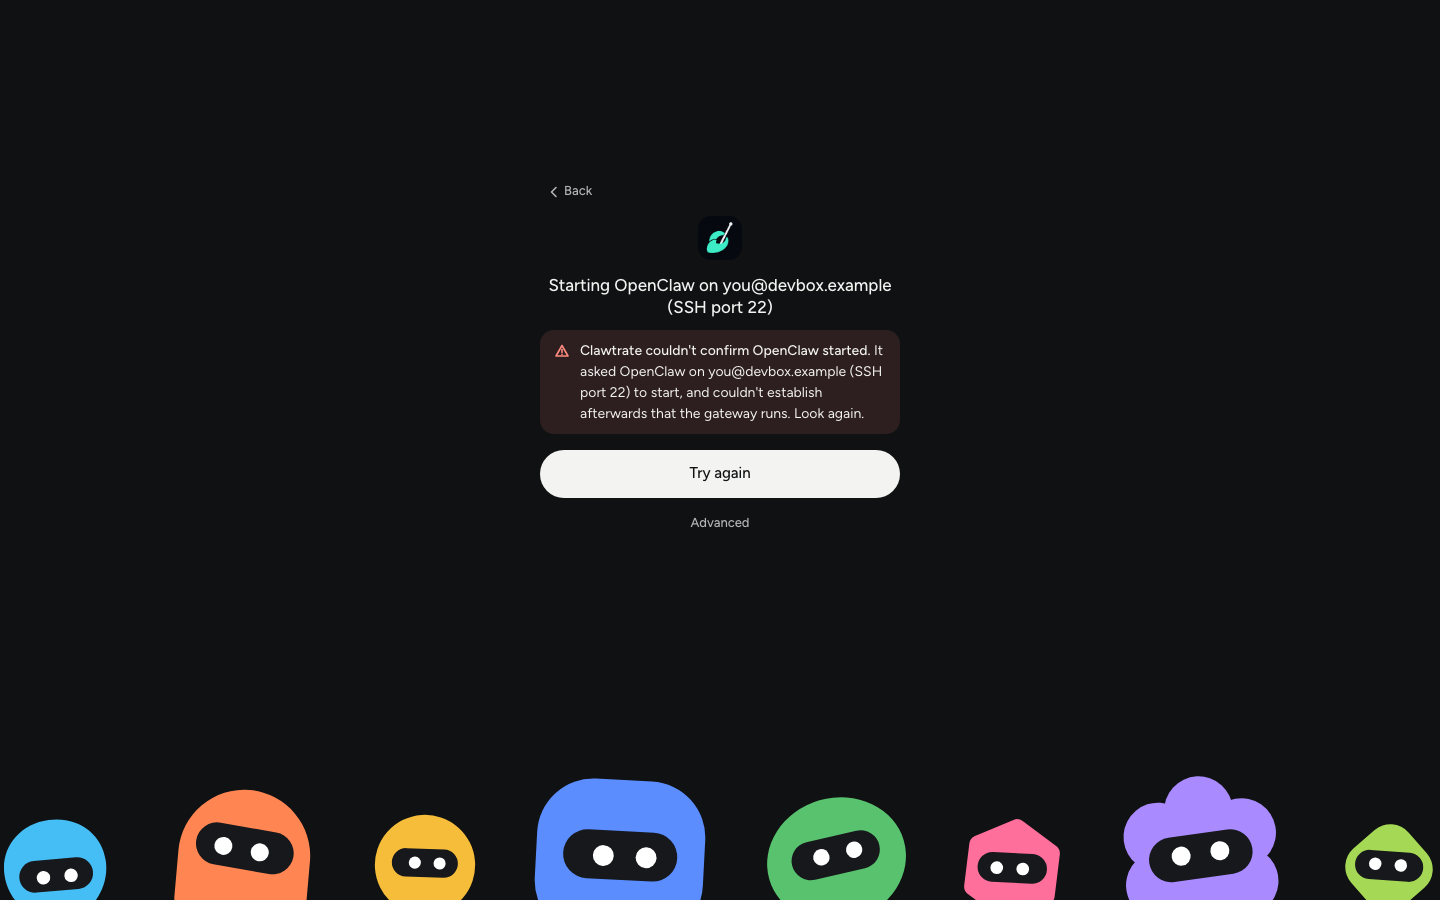 Back
Starting OpenClaw on you@devbox.example
(SSH port 22)
Clawtrate couldn't confirm OpenClaw started. It
asked OpenClaw on you@devbox.example (SSH
port 22) to start, and couldn't establish
afterwards that the gateway runs. Look again.
Try again
Advanced